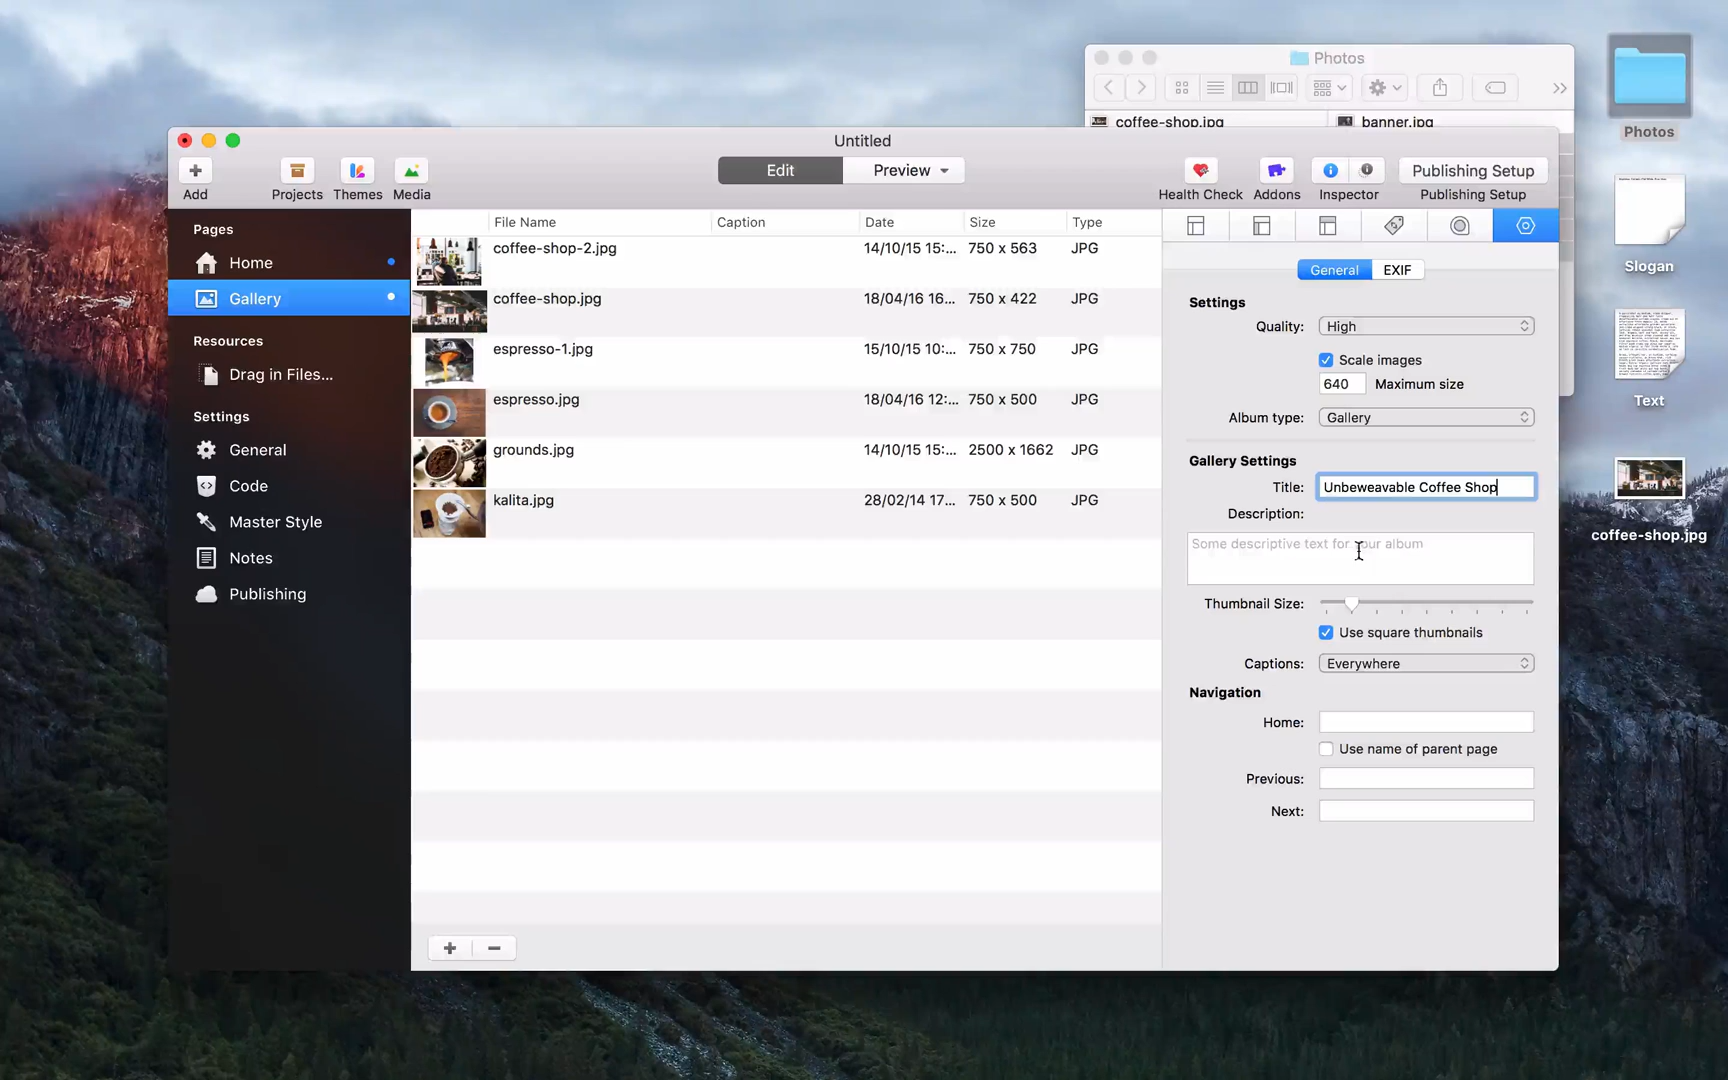 Photos
coffee-shop.jpg
banner.jpg
Photos
Untitled
Add
Projects
Themes
Media
Edit
Preview
Health Check
Addons
Inspector
Publishing Setup
Publishing Setup
Pages
Home
Gallery
Resources
Drag in Files...
Settings
General
Code
Master Style
Notes
Publishing
File Name
Caption
Date
Size
Type
coffee-shop-2.jpg
14/10/15 15:...
750 x 563
JPG
coffee-shop.jpg
18/04/16 16...
750 x 422
JPG
espresso-1.jpg
15/10/15 10:...
750 x 750
JPG
espresso.jpg
18/04/16 12:...
750 x 500
JPG
grounds.jpg
14/10/15 15:...
2500 x 1662
JPG
kalita.jpg
28/02/14 17...
750 x 500
JPG
General
EXIF
Settings
Quality:
High
Scale images
640
Maximum size
Album type:
Gallery
Gallery Settings
Title:
Unbeweavable Coffee Shop
Description:
Some descriptive text for your album
Thumbnail Size:
Use square thumbnails
Captions:
Everywhere
Navigation
Home:
Use name of parent page
Previous:
Next:
Slogan
Text
coffee-shop.jpg